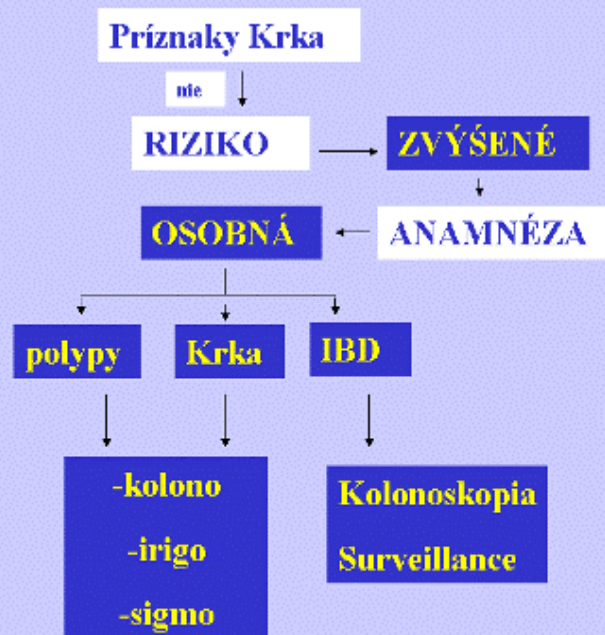 Príznaky Krka
nie
RIZIKO
ZVÝŠENÉ
OSOBNÁ
ANAMNÉZA
polypy
Krka
IBD
-kolono
-irigo
-sigmo
Kolonoskopia
Surveillance